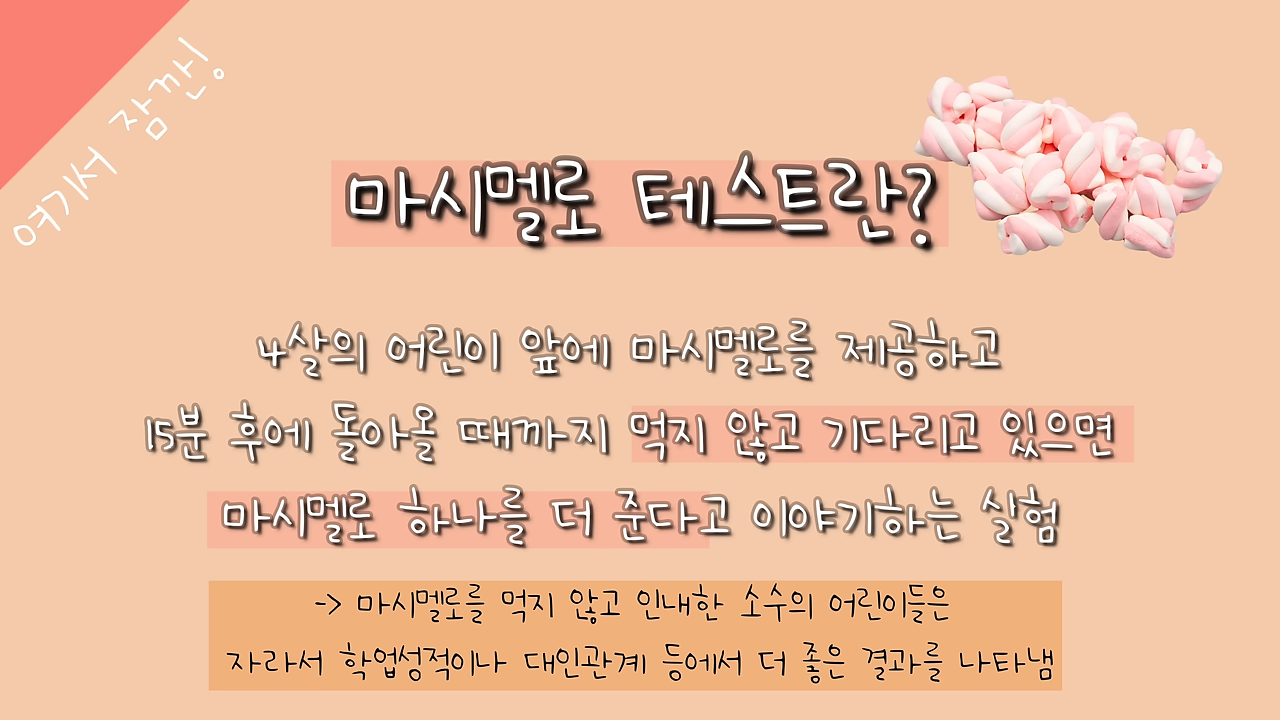 여기서 잠깐!
마시멜로 테스트란?
4살의 어린이 앞에 마시멜로를 제공하고
15분 후에 돌아올 때까지 먹지 않고 기다리고 있으면
마시멜로 하나를 더 준다고 이야기하는 실험
-> 마시멜로를 먹지 않고 인내한 소수의 어린이들은
자라서 학업성적이나 대인관계 등에서 더 좋은 결과를 나타냄